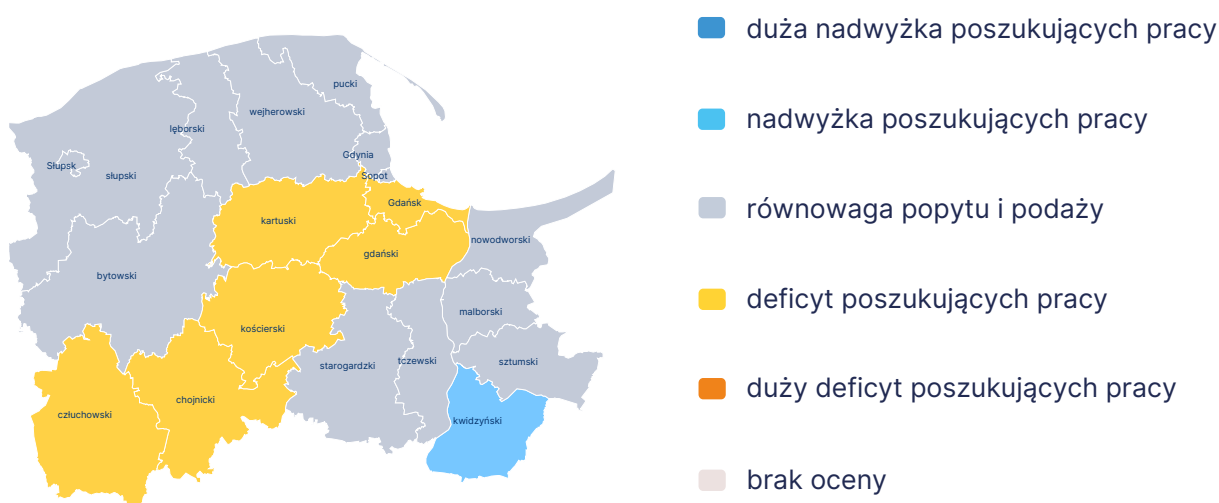 pucki
wejherowski
lęborski
Gdynia
Słupsk
słupski
Sopot
Gdańsk
kartuski
nowodworski
gdański
bytowski
malborski
kościerski
starogardzki
tczewski
sztumski
chojnicki
człuchowski
kwidzyński
duża nadwyżka poszukujących pracy
nadwyżka poszukujących pracy
równowaga popytu i podaży
deficyt poszukujących pracy
duży deficyt poszukujących pracy
brak oceny